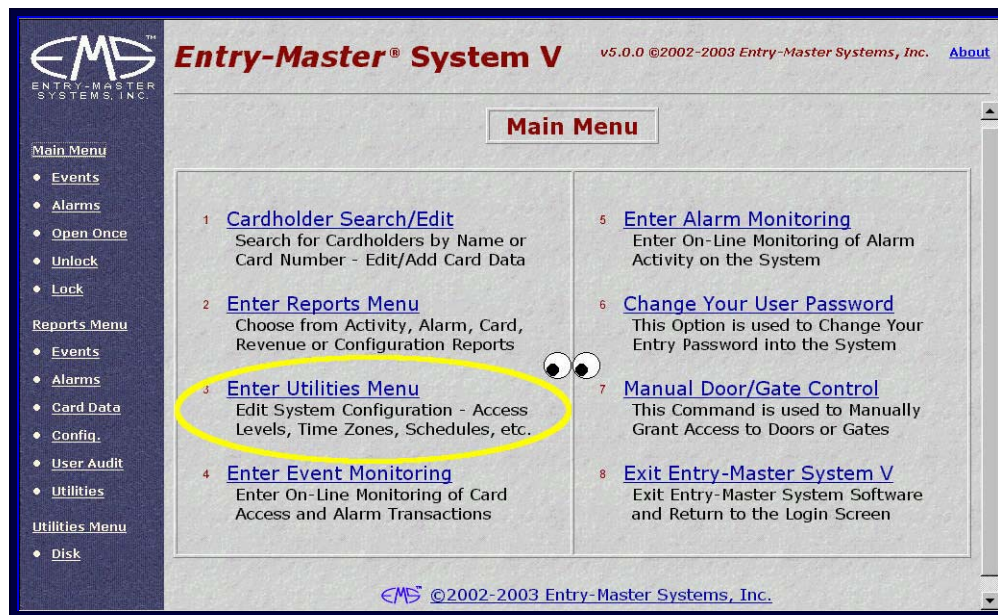 EMS™
ENTRY-MASTER
SYSTEMS, INC.
Entry-Master® System V
v5.0.0 ©2002-2003 Entry-Master Systems, Inc.
About
Main Menu
Events
Alarms
Open Once
Unlock
Lock
Reports Menu
Events
Alarms
Card Data
Config.
User Audit
Utilities
Utilities Menu
Disk
Main Menu
1 Cardholder Search/Edit
Search for Cardholders by Name or
Card Number - Edit/Add Card Data
2 Enter Reports Menu
Choose from Activity, Alarm, Card,
Revenue or Configuration Reports
3 Enter Utilities Menu
Edit System Configuration - Access
Levels, Time Zones, Schedules, etc.
4 Enter Event Monitoring
Enter On-Line Monitoring of Card
Access and Alarm Transactions
5 Enter Alarm Monitoring
Enter On-Line Monitoring of Alarm
Activity on the System
6 Change Your User Password
This Option is used to Change Your
Entry Password into the System
7 Manual Door/Gate Control
This Command is used to Manually
Grant Access to Doors or Gates
8 Exit Entry-Master System V
Exit Entry-Master System Software
and Return to the Login Screen
EMS™ ©2002-2003 Entry-Master Systems, Inc.